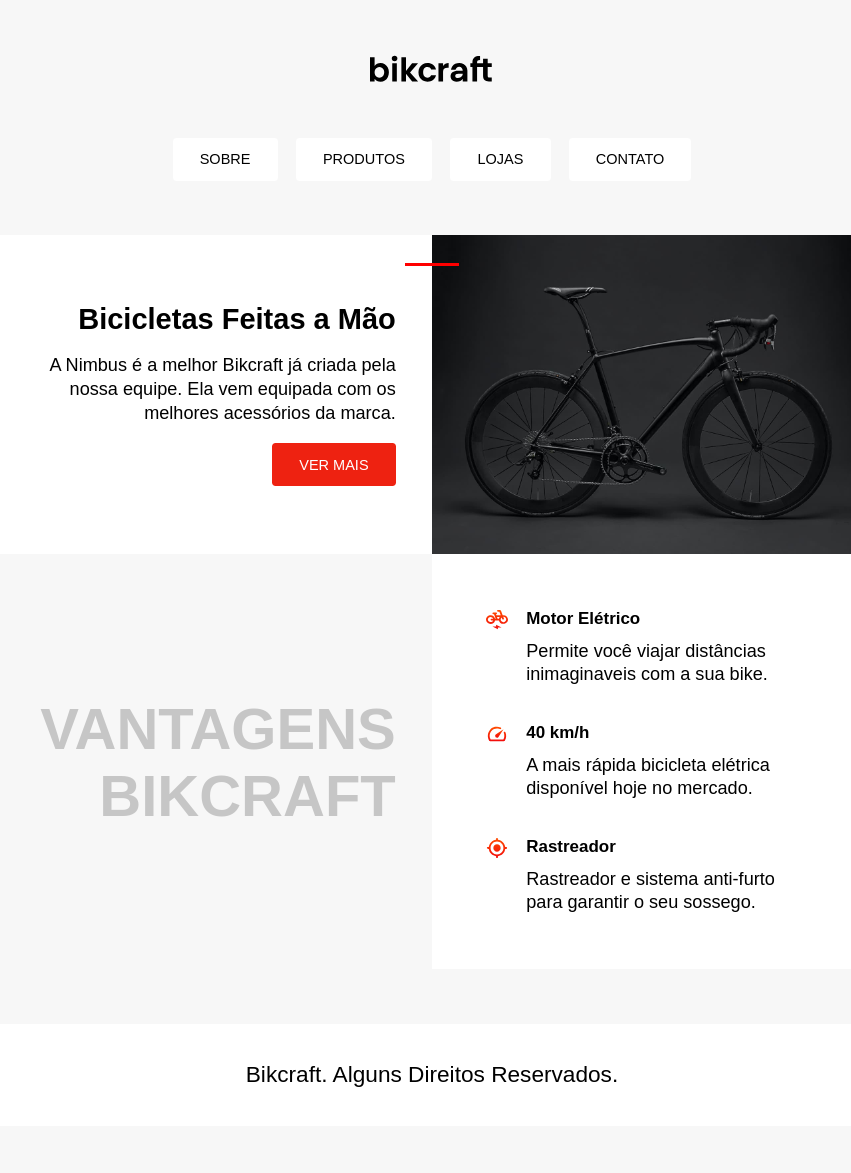 bikcraft
SOBRE
PRODUTOS
LOJAS
CONTATO
Bicicletas Feitas a Mão
A Nimbus é a melhor Bikcraft já criada pela
nossa equipe. Ela vem equipada com os
melhores acessórios da marca.
VER MAIS
VANTAGENS
BIKCRAFT
Motor Elétrico
Permite você viajar distâncias
inimaginaveis com a sua bike.
40 km/h
A mais rápida bicicleta elétrica
disponível hoje no mercado.
Rastreador
Rastreador e sistema anti-furto
para garantir o seu sossego.
Bikcraft. Alguns Direitos Reservados.